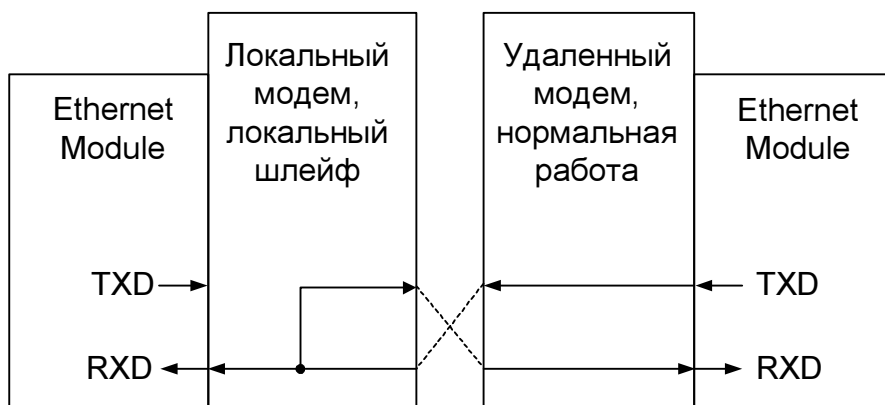 Локальный
модем,
локальный
шлейф
Удаленный
модем,
нормальная
работа
Ethernet
Module
Ethernet
Module
TXD
TXD
RXD
RXD